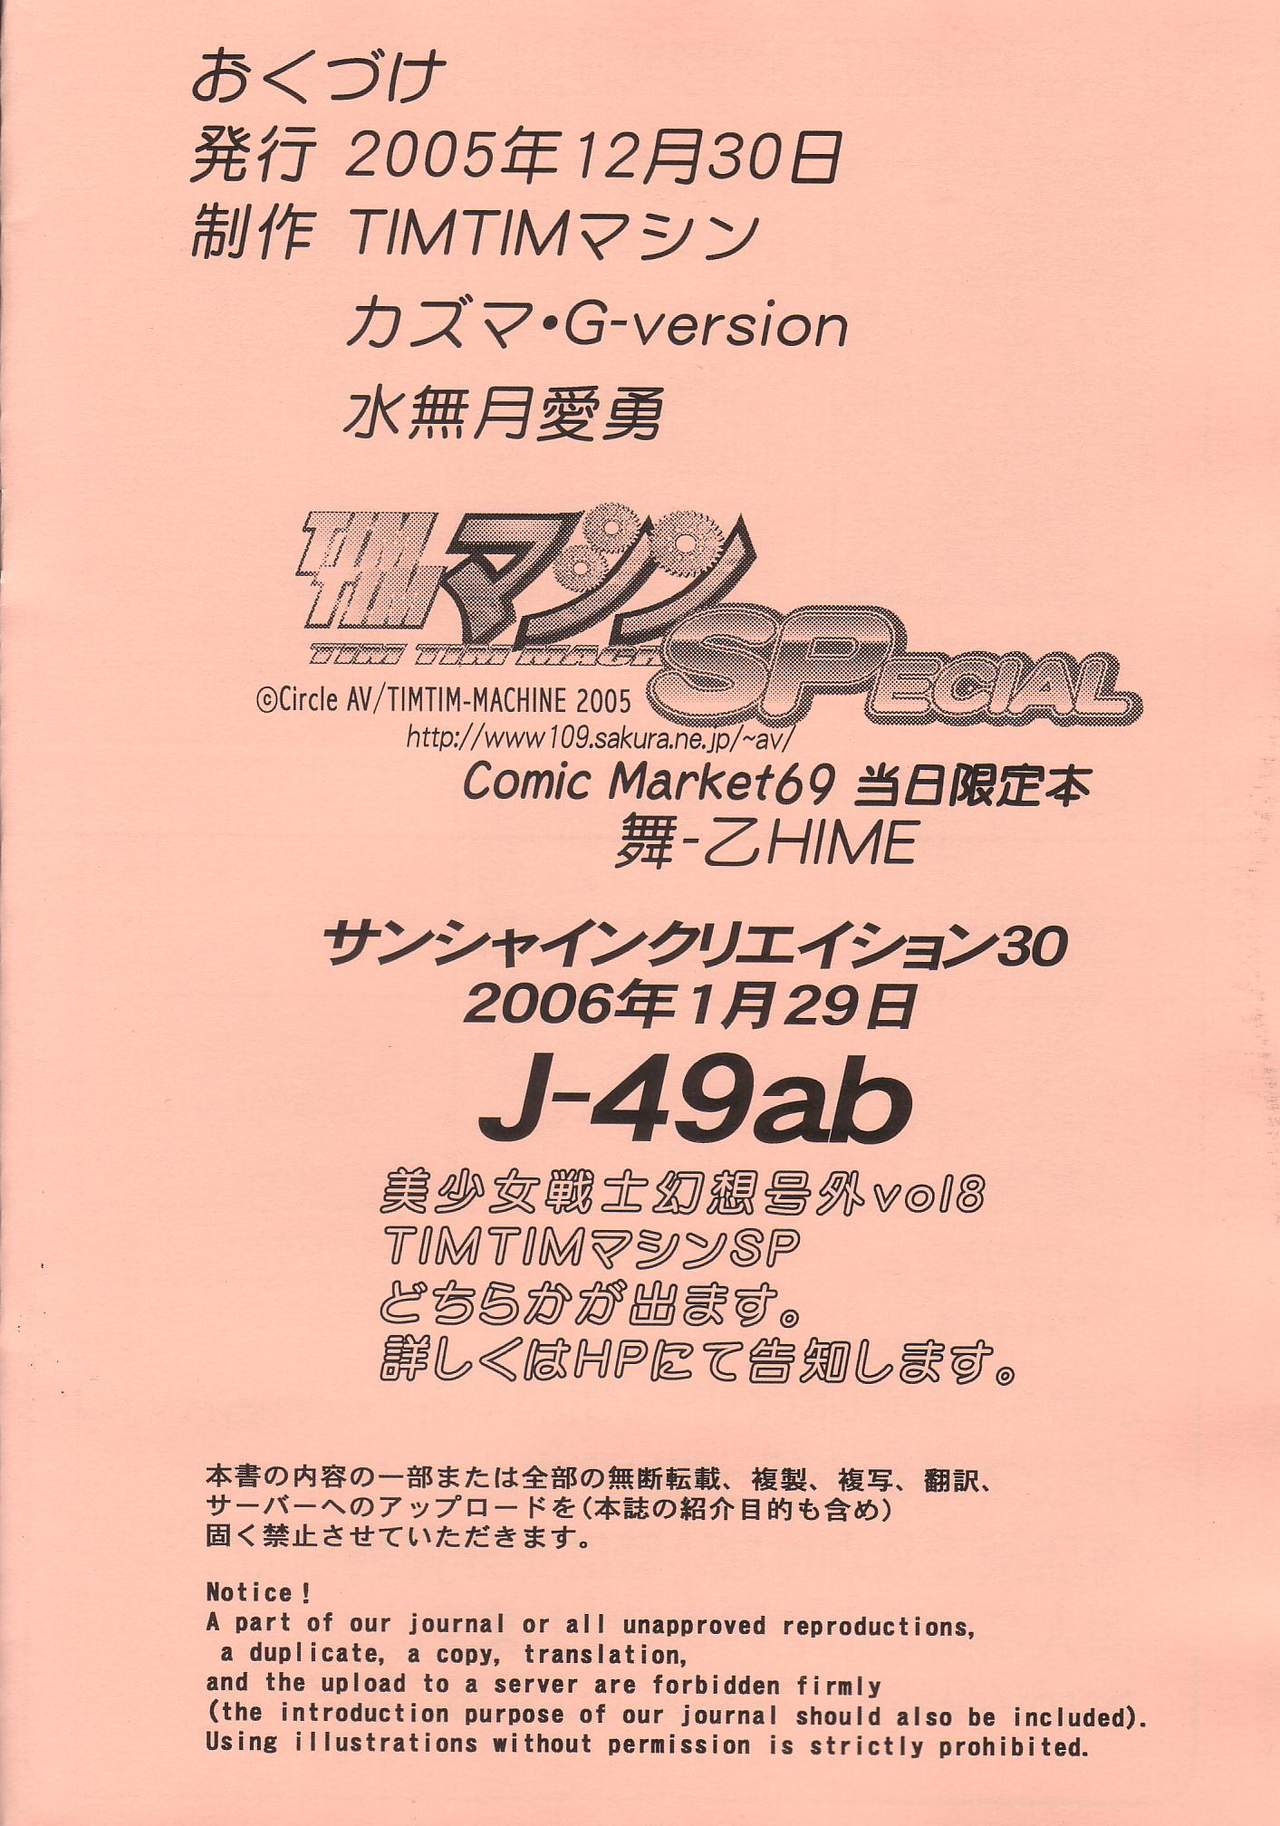 おくづけ
発行 2005年12月30日
制作 TIMTIMマシン
カズマ・G-version
水無月愛勇
TIM TIM マシン SPECIAL
TIM TIM MACH
©Circle AV/TIMTIM-MACHINE 2005
http://www109.sakura.ne.jp/~av/
Comic Market69 当日限定本
舞-乙HIME
サンシャインクリエイション30
2006年1月29日
J-49ab
美少女戦士幻想号外vol8
TIMTIMマシンSP
どちらかが出ます。
詳しくはHPにて告知します。
本書の内容の一部または全部の無断転載、複製、複写、翻訳、
サーバーへのアップロードを(本誌の紹介目的も含め)
固く禁止させていただきます。
Notice!
A part of our journal or all unapproved reproductions,
a duplicate, a copy, translation,
and the upload to a server are forbidden firmly
(the introduction purpose of our journal should also be included).
Using illustrations without permission is strictly prohibited.